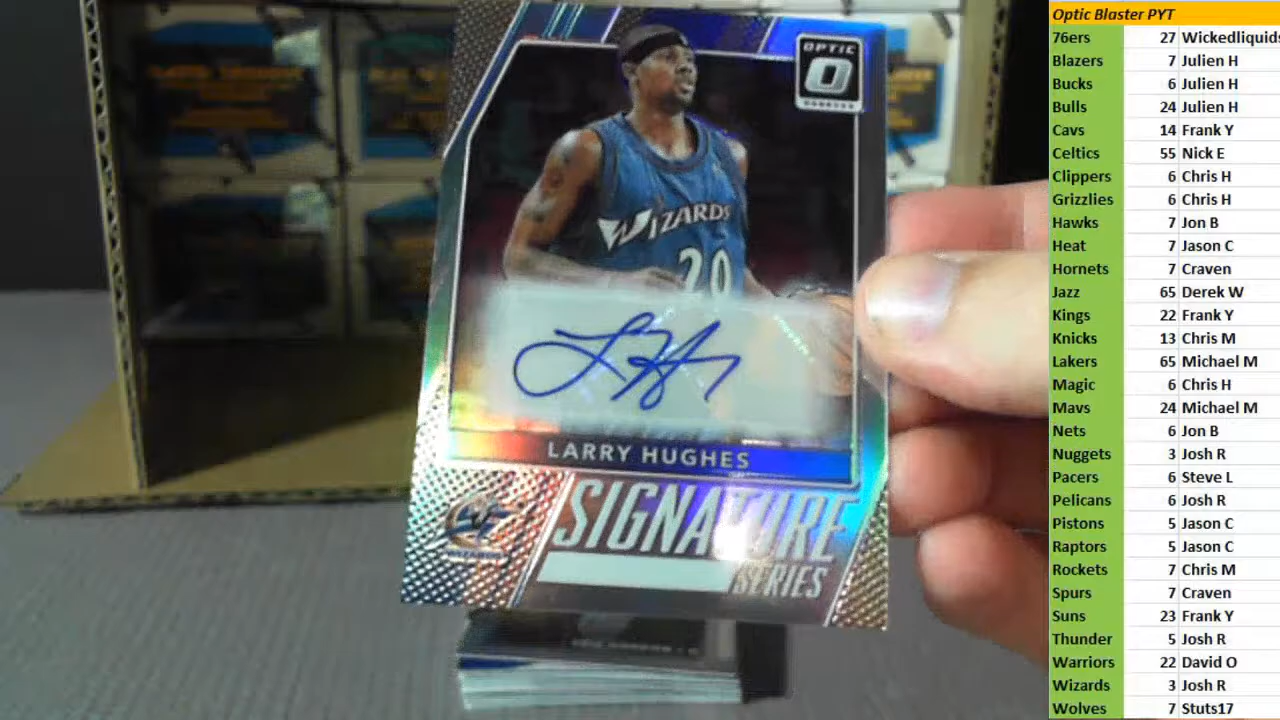 OPTIC
WIZARDS
20
LARRY HUGHES
WIZARDS
SIGNATURE
SERIES
Optic Blaster PYT
76ers 27 Wickedliquids
Blazers 7 Julien H
Bucks 6 Julien H
Bulls 24 Julien H
Cavs 14 Frank Y
Celtics 55 Nick E
Clippers 6 Chris H
Grizzlies 6 Chris H
Hawks 7 Jon B
Heat 7 Jason C
Hornets 7 Craven
Jazz 65 Derek W
Kings 22 Frank Y
Knicks 13 Chris M
Lakers 65 Michael M
Magic 6 Chris H
Mavs 24 Michael M
Nets 6 Jon B
Nuggets 3 Josh R
Pacers 6 Steve L
Pelicans 6 Josh R
Pistons 5 Jason C
Raptors 5 Jason C
Rockets 7 Chris M
Spurs 7 Craven
Suns 23 Frank Y
Thunder 5 Josh R
Warriors 22 David O
Wizards 3 Josh R
Wolves 7 Stuts17